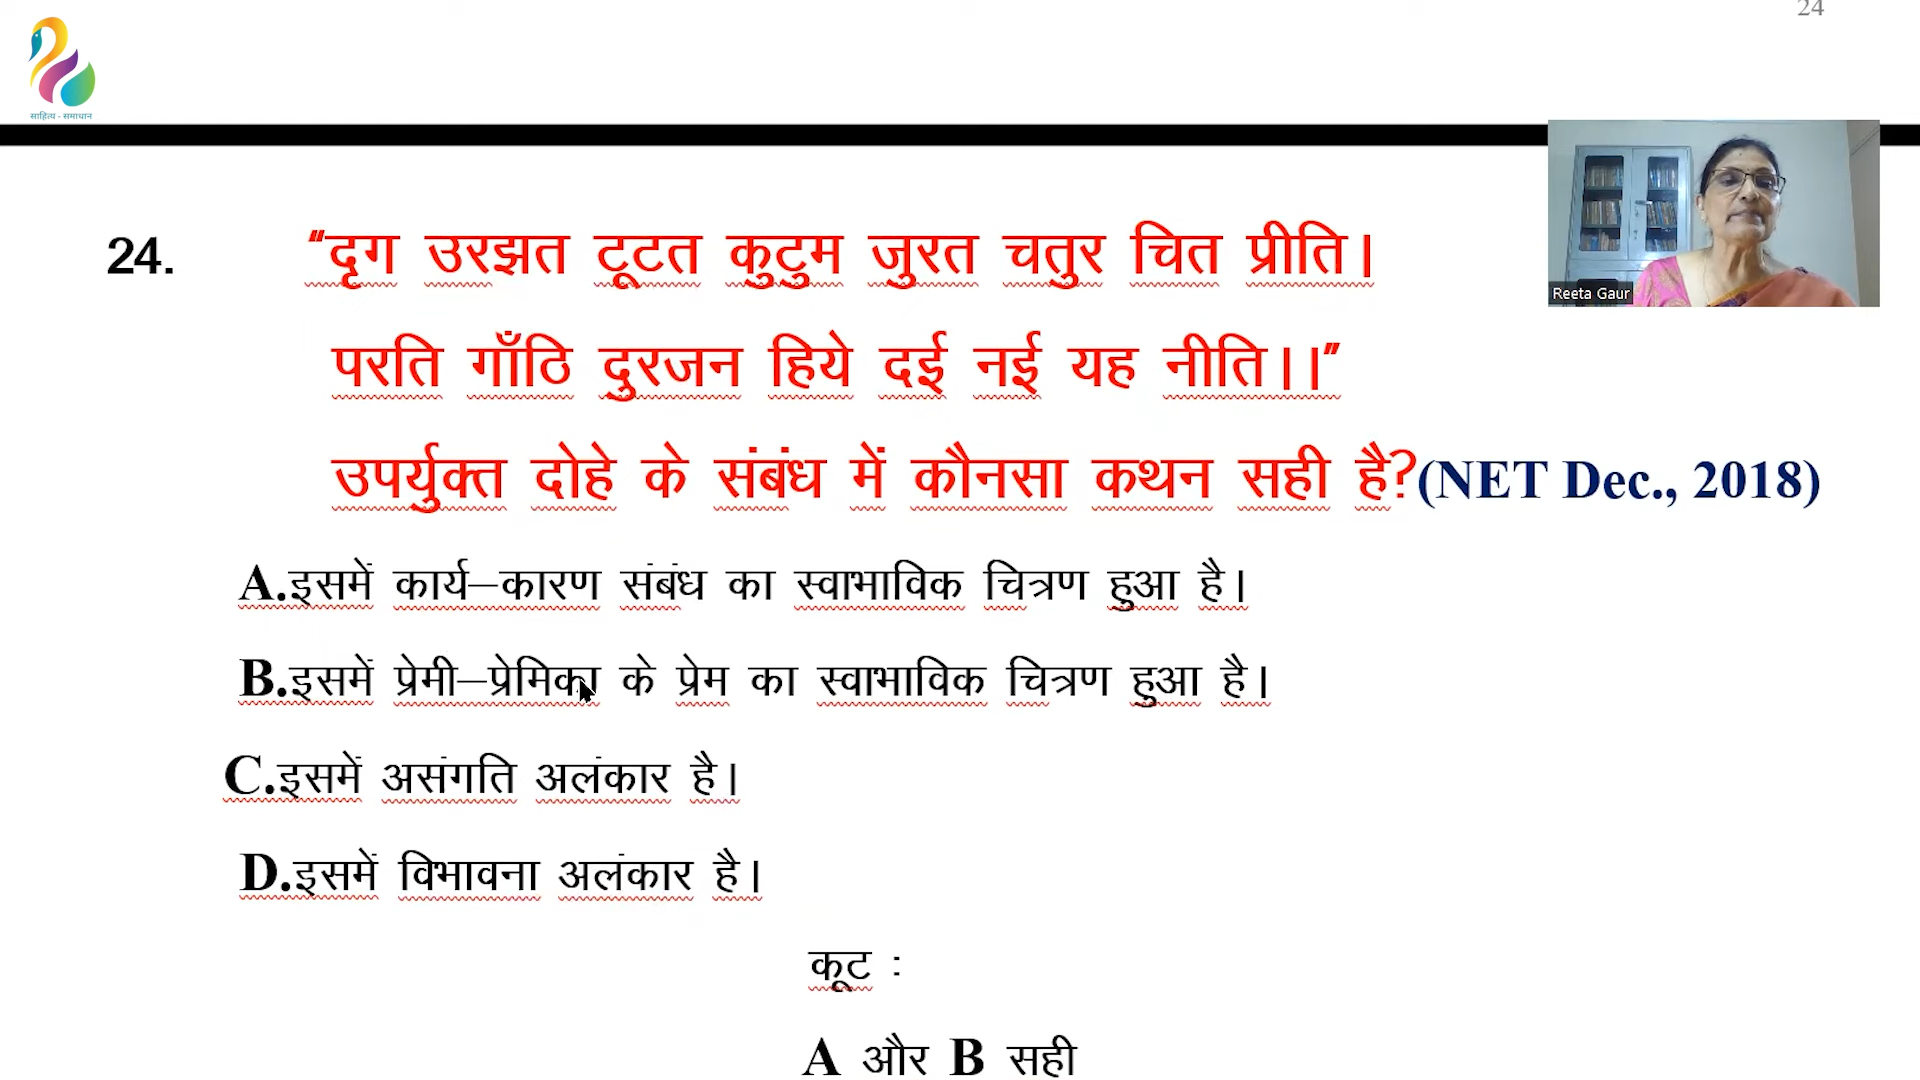 24
साहित्य - समाधान
24. “दृग उरझत टूटत कुटुम जुरत चतुर चित प्रीति।
परति गाँठि दुरजन हिये दई नई यह नीति।।”
उपर्युक्त दोहे के संबंध में कौनसा कथन सही है?(NET Dec., 2018)
Reeta Gaur
A.इसमें कार्य–कारण संबंध का स्वाभाविक चित्रण हुआ है।
B.इसमें प्रेमी–प्रेमिका के प्रेम का स्वाभाविक चित्रण हुआ है।
C.इसमें असंगति अलंकार है।
D.इसमें विभावना अलंकार है।
कूट :
A और B सही